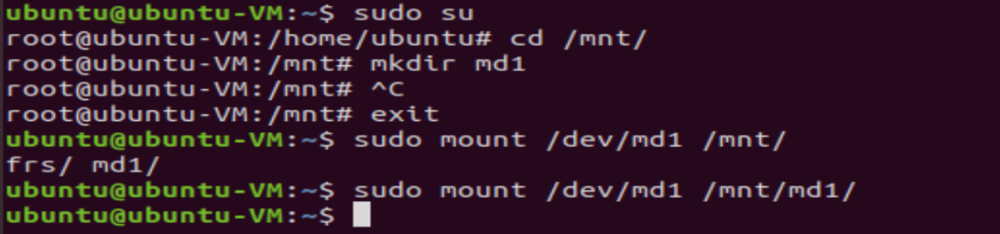 ubuntu@ubuntu-VM:~$ sudo su
root@ubuntu-VM:/home/ubuntu# cd /mnt/
root@ubuntu-VM:/mnt# mkdir md1
root@ubuntu-VM:/mnt# ^C
root@ubuntu-VM:/mnt# exit
ubuntu@ubuntu-VM:~$ sudo mount /dev/md1 /mnt/
frs/ md1/
ubuntu@ubuntu-VM:~$ sudo mount /dev/md1 /mnt/md1/
ubuntu@ubuntu-VM:~$